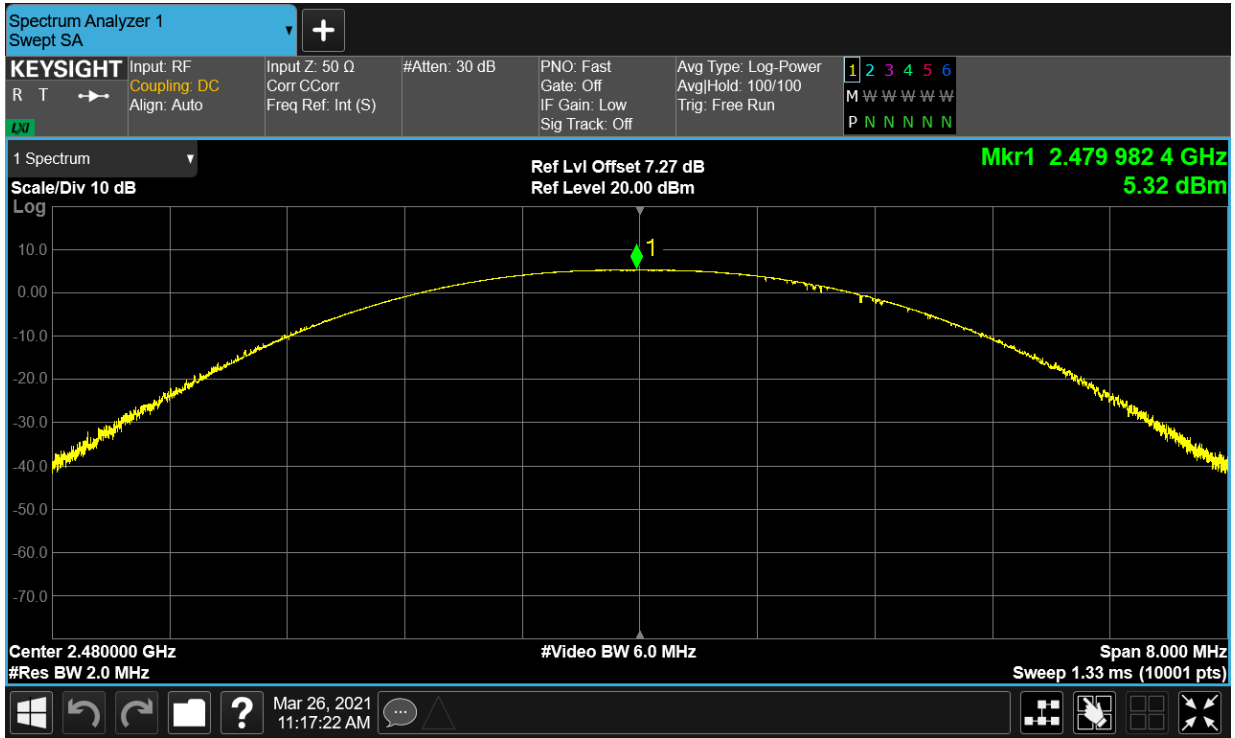 Spectrum Analyzer 1
Swept SA
KEYSIGHT
R T
LXI
Input: RF
Coupling: DC
Align: Auto
Input Z: 50 Ω
Corr CCorr
Freq Ref: Int (S)
#Atten: 30 dB
PNO: Fast
Gate: Off
IF Gain: Low
Sig Track: Off
Avg Type: Log-Power
Avg|Hold: 100/100
Trig: Free Run
1 2 3 4 5 6
M W W W W W
P N N N N N
1 Spectrum
Scale/Div 10 dB
Log
Ref Lvl Offset 7.27 dB
Ref Level 20.00 dBm
Mkr1 2.479 982 4 GHz
5.32 dBm
1
10.0
0.00
-10.0
-20.0
-30.0
-40.0
-50.0
-60.0
-70.0
Center 2.480000 GHz
#Res BW 2.0 MHz
#Video BW 6.0 MHz
Span 8.000 MHz
Sweep 1.33 ms (10001 pts)
?
Mar 26, 2021
11:17:22 AM